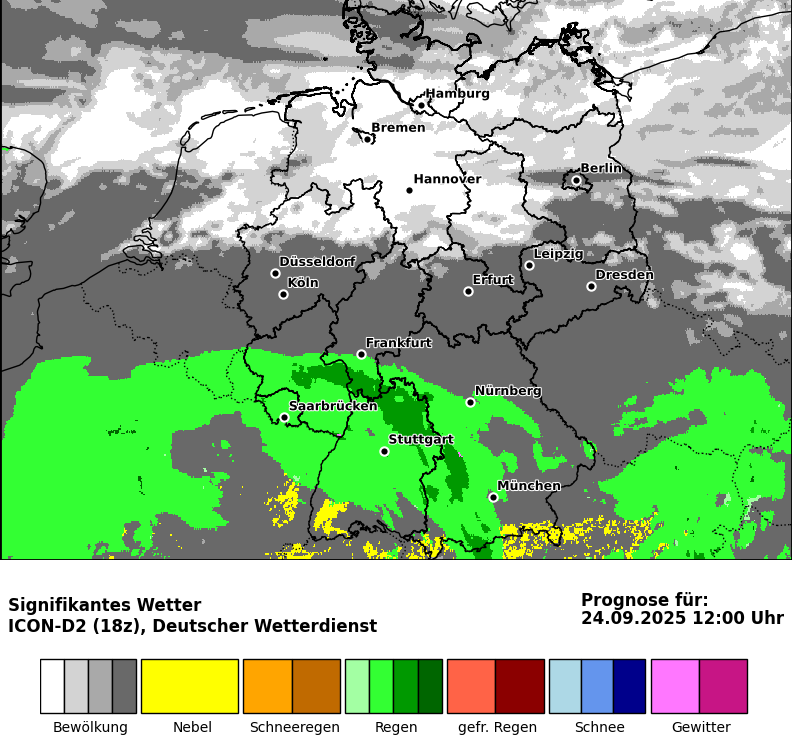 Hamburg
Bremen
Berlin
Hannover
Leipzig
Düsseldorf
Dresden
Köln
Erfurt
Frankfurt
Nürnberg
Saarbrücken
Stuttgart
München
Signifikantes Wetter
ICON-D2 (18z), Deutscher Wetterdienst
Prognose für:
24.09.2025 12:00 Uhr
Bewölkung Nebel Schneeregen Regen gefr. Regen Schnee Gewitter